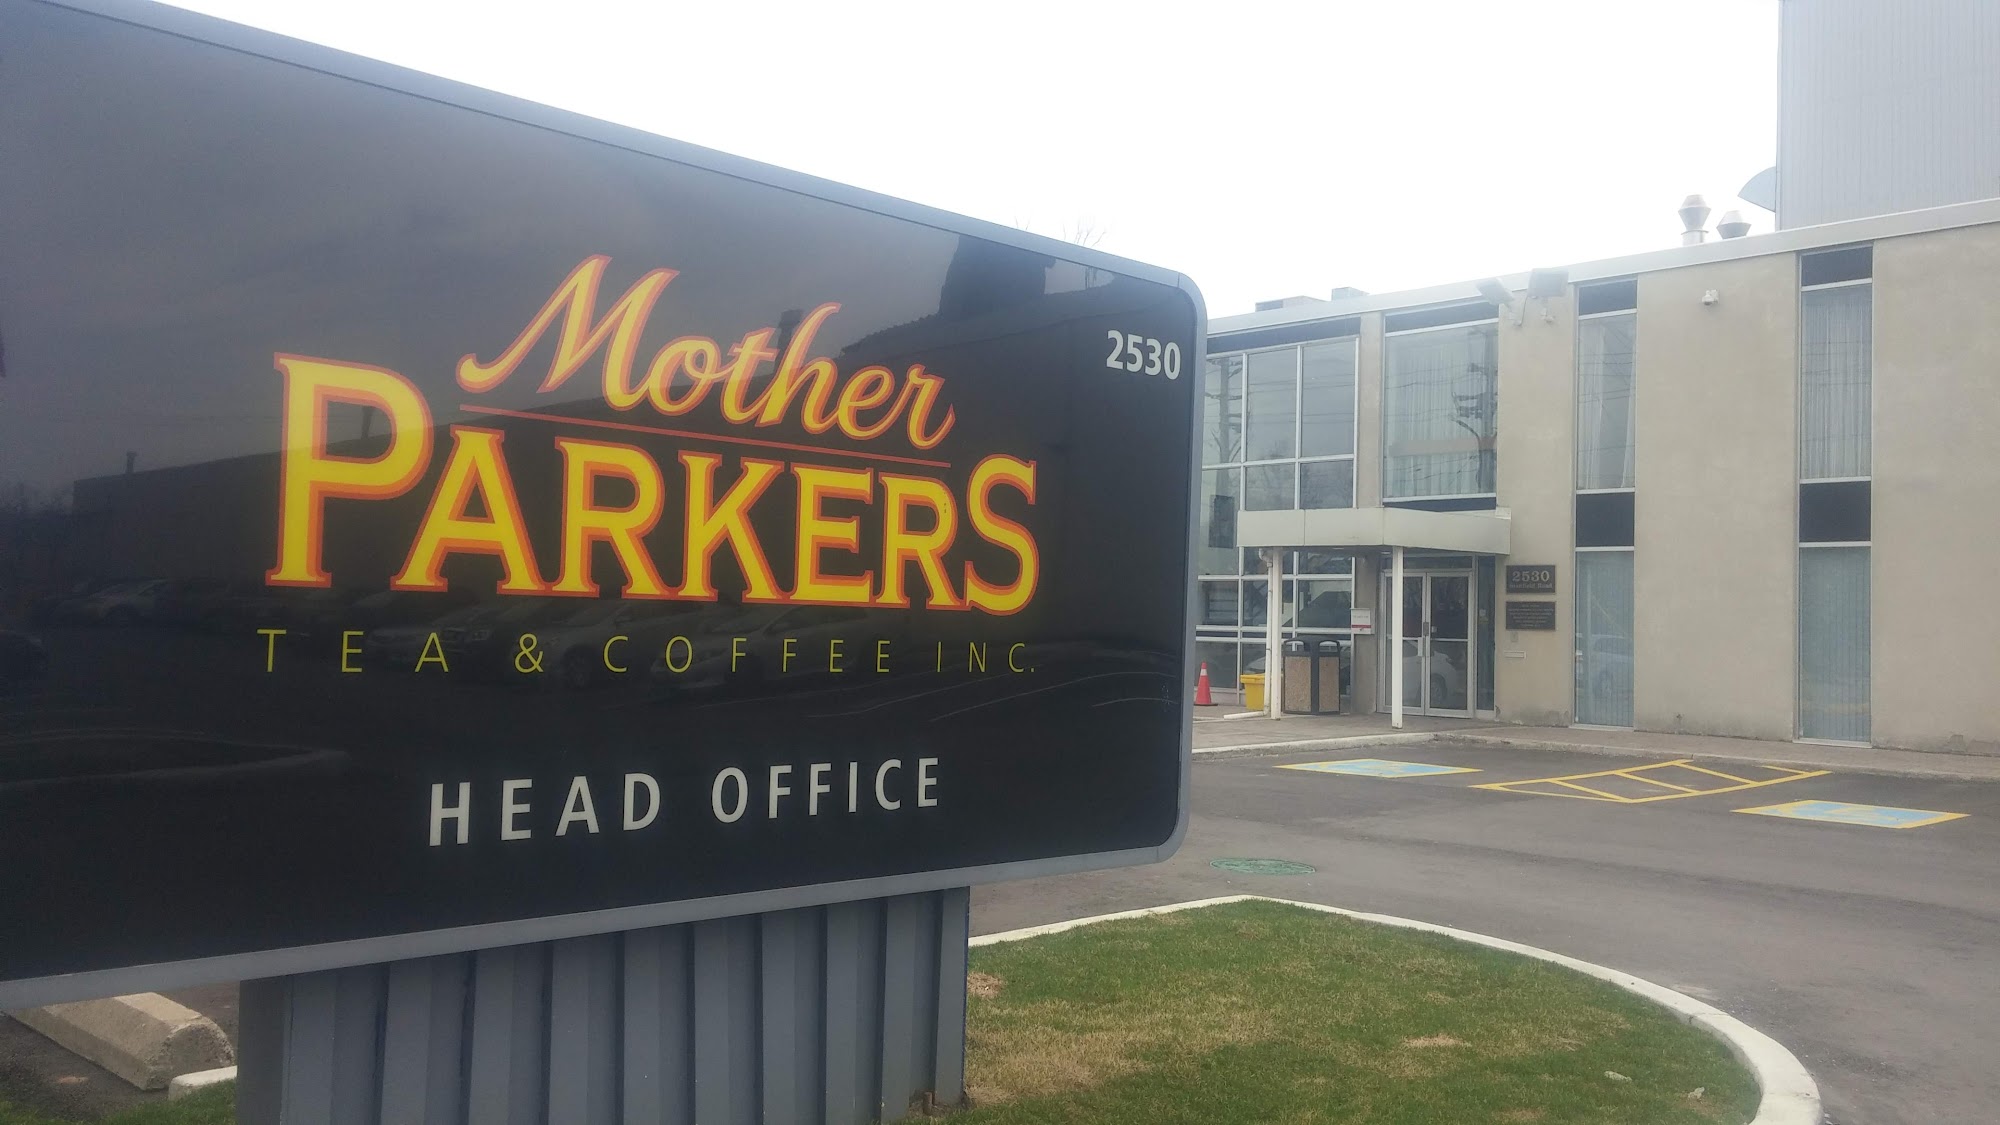 Mother
PARKERS
TEA & COFFEE INC.
2530
HEAD OFFICE
2530